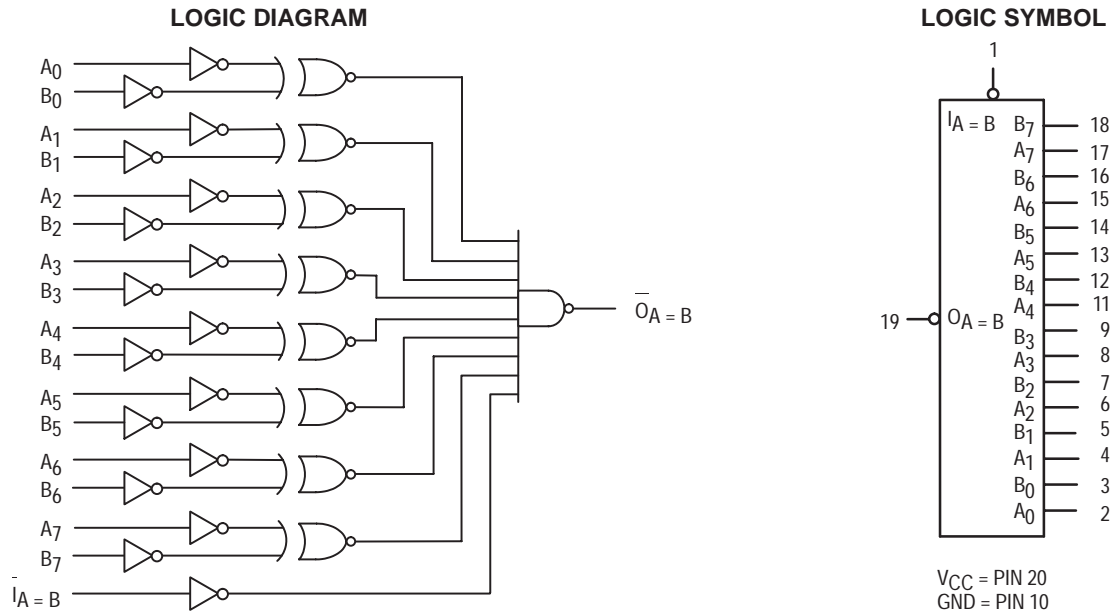 LOGIC DIAGRAM
A0
B0
A1
B1
A2
B2
A3
B3
A4
B4
A5
B5
A6
B6
A7
B7
I̅A = B
O̅A = B
LOGIC SYMBOL
1
IA = B
B7 18
A7 17
B6 16
A6 15
B5 14
A5 13
B4 12
A4 11
19 OA = B
B3 9
A3 8
B2 7
A2 6
B1 5
A1 4
B0 3
A0 2
VCC = PIN 20
GND = PIN 10